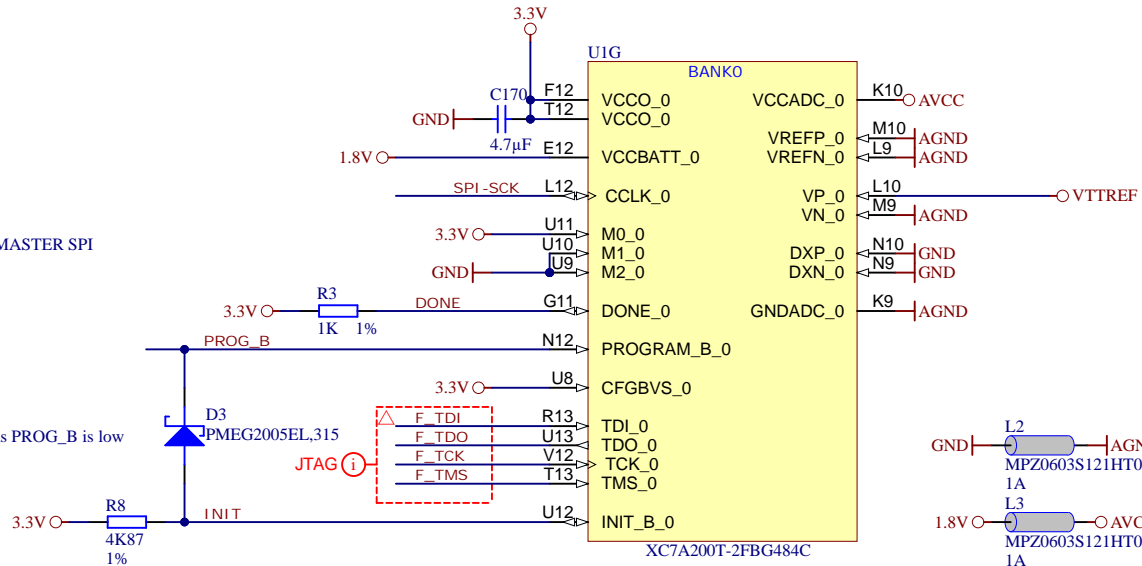 3.3V
U1G
BANK0
C170
4.7µF
GND
F12
T12
VCCO_0
VCCO_0
VCCADC_0
K10
AVCC
VREFP_0
M10
AGND
VREFN_0
L9
AGND
1.8V
E12
VCCBATT_0
SPI-SCK
L12
CCLK_0
VP_0
L10
VTTREF
VN_0
M9
AGND
MASTER SPI
3.3V
U11
M0_0
U10
M1_0
GND
U9
M2_0
DXP_0
N10
GND
DXN_0
N9
GND
3.3V
R3
1K 1%
DONE
G11
DONE_0
GNDADC_0
K9
AGND
PROG_B
N12
PROGRAM_B_0
3.3V
U8
CFGBVS_0
s PROG_B is low
D3
PMEG2005EL,315
JTAG i
F_TDI
R13
TDI_0
F_TDO
U13
TDO_0
F_TCK
V12
TCK_0
F_TMS
T13
TMS_0
3.3V
R8
4K87
1%
INIT
U12
INIT_B_0
XC7A200T-2FBG484C
GND
L2
AGN
MPZ0603S121HT0
1A
1.8V
L3
AVC
MPZ0603S121HT0
1A